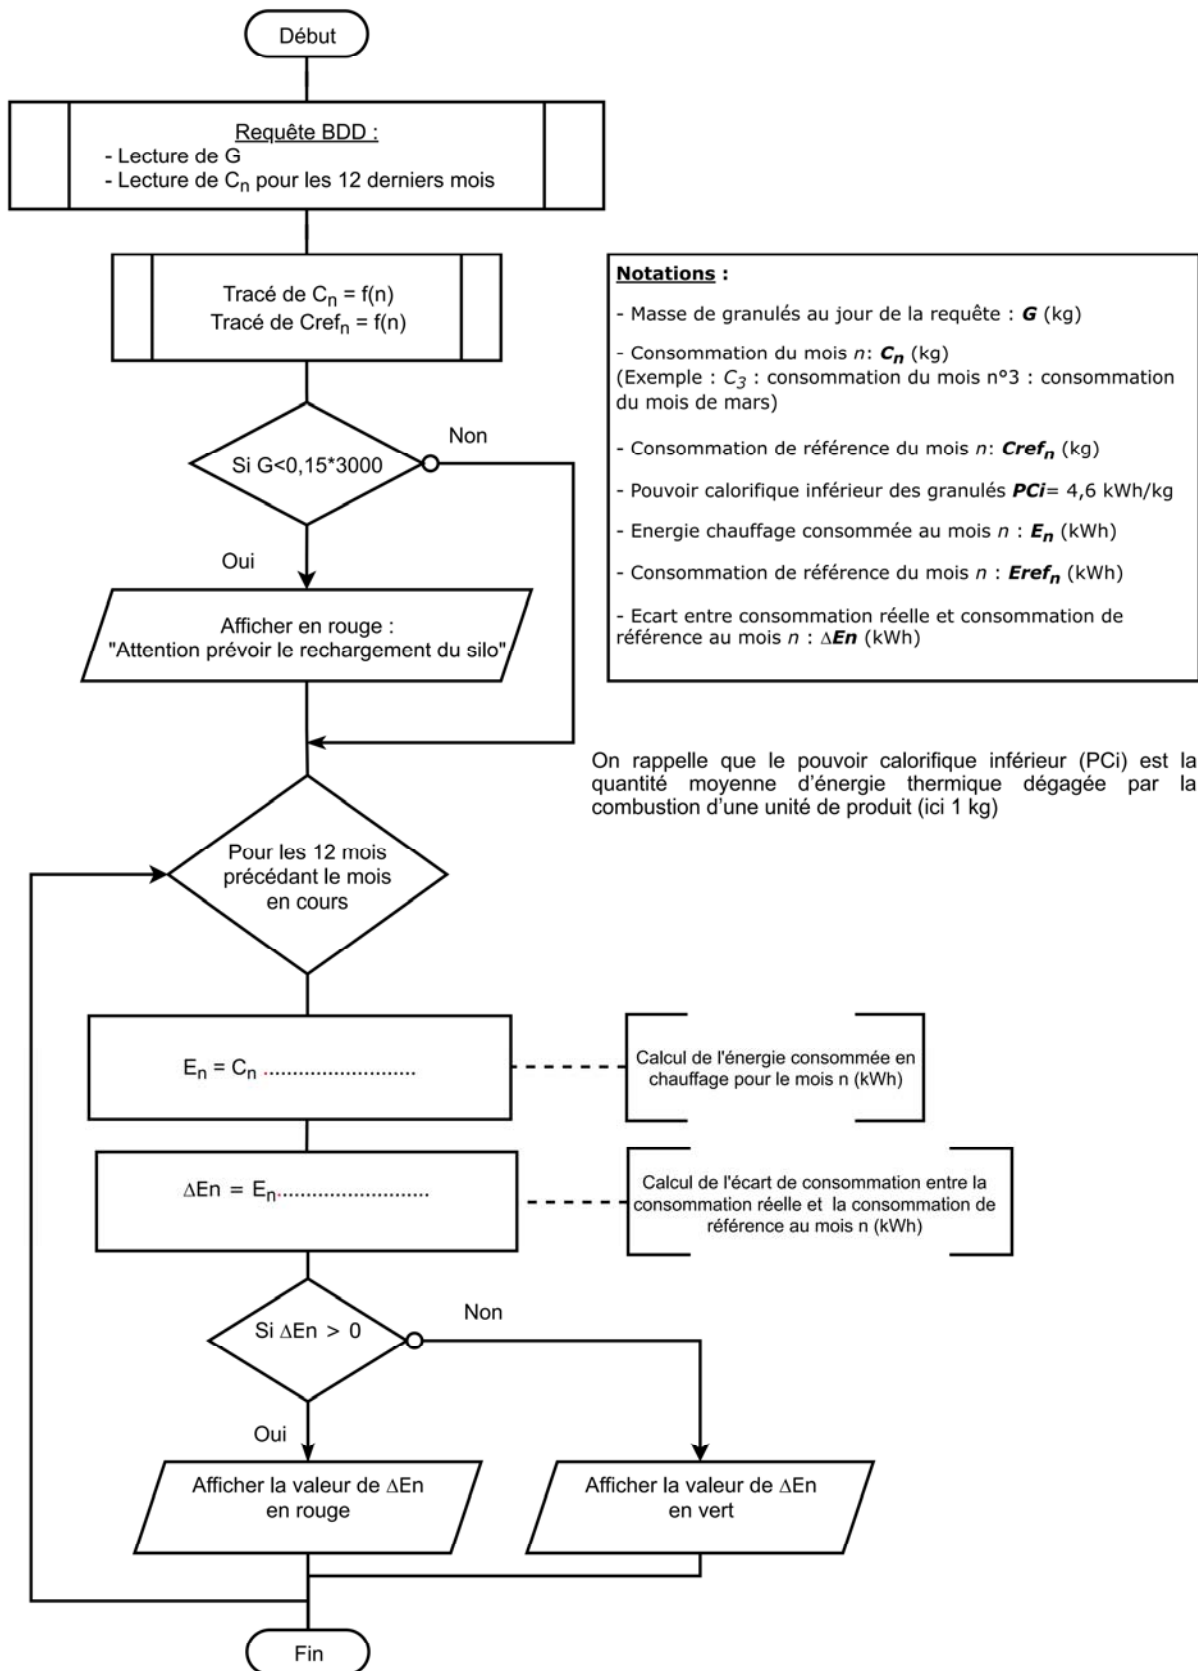 Début
Requête BDD :
- Lecture de G
- Lecture de Cn pour les 12 derniers mois
Tracé de Cn = f(n)
Tracé de Crefn = f(n)
Notations :
- Masse de granulés au jour de la requête : G (kg)
- Consommation du mois n: Cn (kg)
(Exemple : C3 : consommation du mois n°3 : consommation
du mois de mars)
- Consommation de référence du mois n: Crefn (kg)
- Pouvoir calorifique inférieur des granulés PCi= 4,6 kWh/kg
- Energie chauffage consommée au mois n : En (kWh)
- Consommation de référence du mois n : Erefn (kWh)
- Ecart entre consommation réelle et consommation de
référence au mois n : ΔEn (kWh)
Non
Si G<0,15*3000
Oui
Afficher en rouge :
"Attention prévoir le rechargement du silo"
On rappelle que le pouvoir calorifique inférieur (PCi) est la
quantité moyenne d'énergie thermique dégagée par la
combustion d'une unité de produit (ici 1 kg)
Pour les 12 mois
précédant le mois
en cours
En = Cn ..........................
Calcul de l'énergie consommée en
chauffage pour le mois n (kWh)
ΔEn = En..........................
Calcul de l'écart de consommation entre la
consommation réelle et la consommation de
référence au mois n (kWh)
Si ΔEn > 0
Non
Oui
Afficher la valeur de ΔEn
en rouge
Afficher la valeur de ΔEn
en vert
Fin